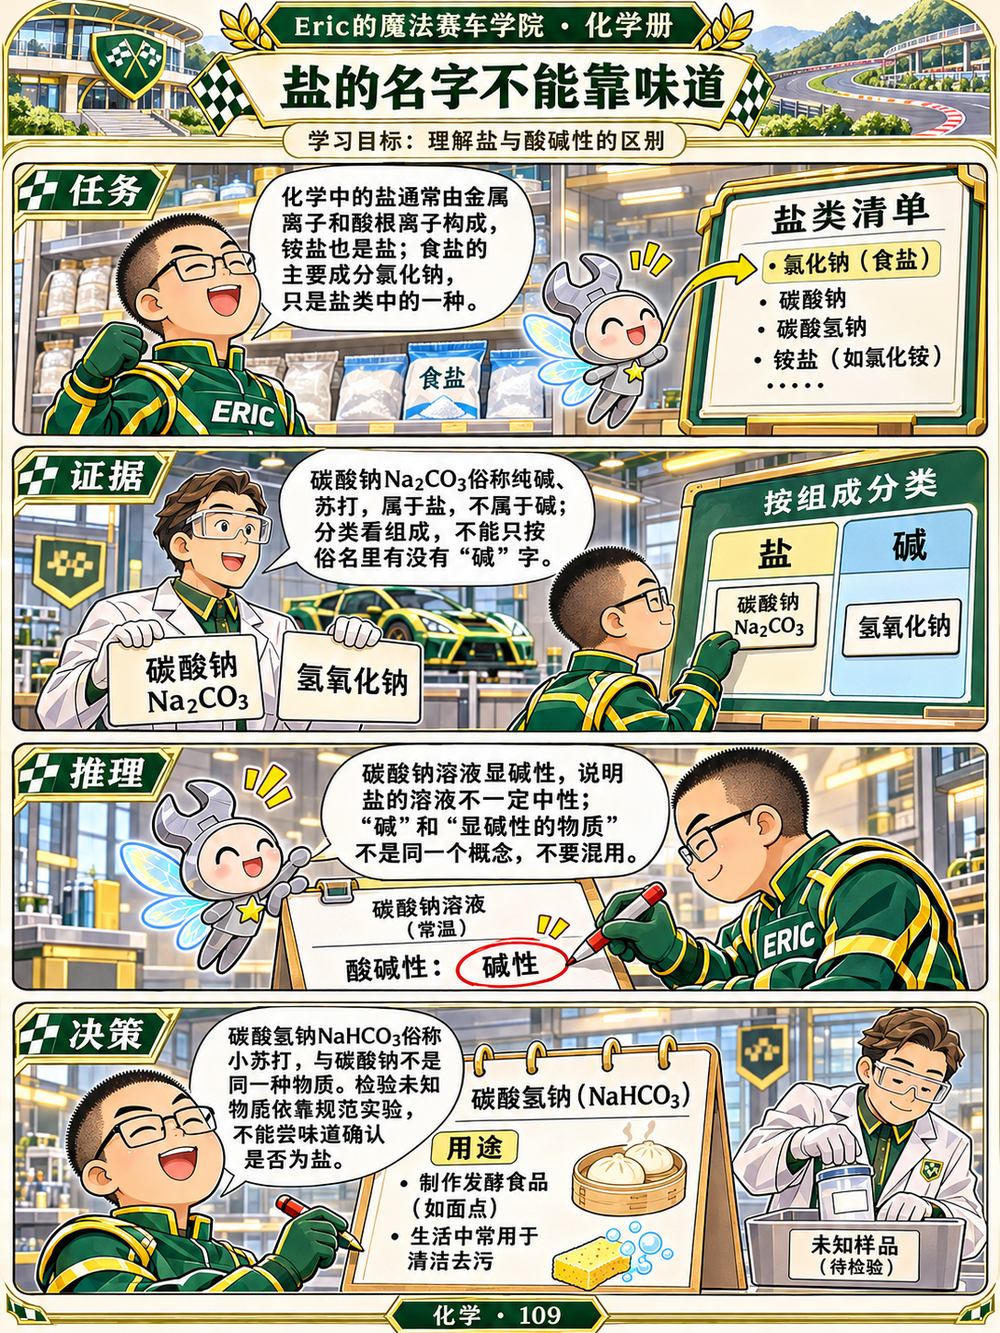 Eric的魔法赛车学院 · 化学册
盐的名字不能靠味道
学习目标：理解盐与酸碱性的区别
任务
化学中的盐通常由金属
离子和酸根离子构成，
铵盐也是盐；食盐的
主要成分氯化钠，
只是盐类中的一种。
食盐
ERIC
盐类清单
• 氯化钠（食盐）
• 碳酸钠
• 碳酸氢钠
• 铵盐（如氯化铵）
• • • • • •
证据
碳酸钠Na₂CO₃俗称纯碱、
苏打，属于盐，不属于碱；
分类看组成，不能只按
俗名里有没有“碱”字。
碳酸钠
Na₂CO₃
氢氧化钠
按组成分类
盐
碱
碳酸钠
Na₂CO₃
氢氧化钠
推理
碳酸钠溶液显碱性，说明
盐的溶液不一定中性；
“碱”和“显碱性的物质”
不是同一个概念，不要混用。
碳酸钠溶液
（常温）
酸碱性：碱性
ERIC
决策
碳酸氢钠NaHCO₃俗称
小苏打，与碳酸钠不是
同一种物质。检验未知
物质依靠规范实验，
不能尝味道确认
是否为盐。
碳酸氢钠（NaHCO₃）
用途
• 制作发酵食品
（如面点）
• 生活中常用于
清洁去污
未知样品
（待检验）
化学 · 109